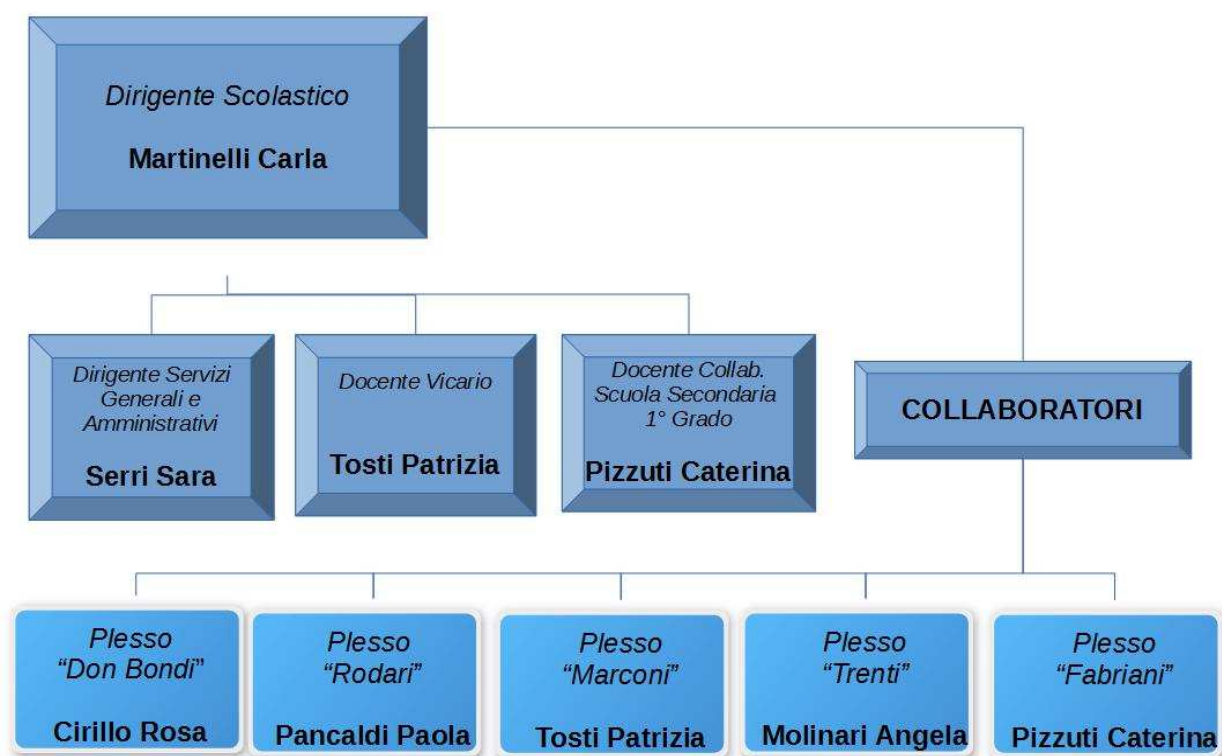 Dirigente Scolastico
Martinelli Carla
Dirigente Servizi
Generali e
Amministrativi
Serri Sara
Docente Vicario
Tosti Patrizia
Docente Collab.
Scuola Secondaria
1° Grado
Pizzuti Caterina
COLLABORATORI
Plesso
“Don Bondi”
Cirillo Rosa
Plesso
“Rodari”
Pancaldi Paola
Plesso
“Marconi”
Tosti Patrizia
Plesso
“Trenti”
Molinari Angela
Plesso
“Fabriani”
Pizzuti Caterina